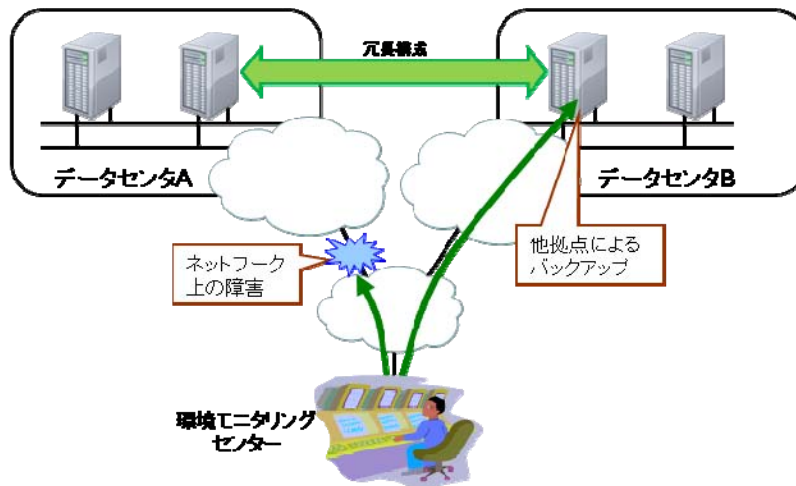 冗長構成
データセンタA
データセンタB
ネットワーク
上の障害
他拠点による
バックアップ
環境モニタリング
センター